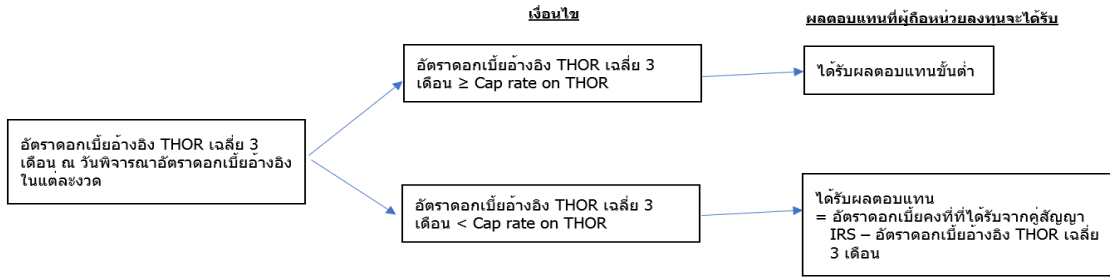 เงื่อนไข
ผลตอบแทนที่ผู้ถือหน่วยลงทุนจะได้รับ
อัตราดอกเบี้ยอ้างอิง THOR เฉลี่ย 3
เดือน ≥ Cap rate on THOR
ได้รับผลตอบแทนขั้นต่ำ
อัตราดอกเบี้ยอ้างอิง THOR เฉลี่ย 3
เดือน ณ วันพิจารณาอัตราดอกเบี้ยอ้างอิง
ในแต่ละงวด
อัตราดอกเบี้ยอ้างอิง THOR เฉลี่ย 3
เดือน < Cap rate on THOR
ได้รับผลตอบแทน
= อัตราดอกเบี้ยคงที่ที่ได้รับจากคู่สัญญา
IRS – อัตราดอกเบี้ยอ้างอิง THOR เฉลี่ย
3 เดือน